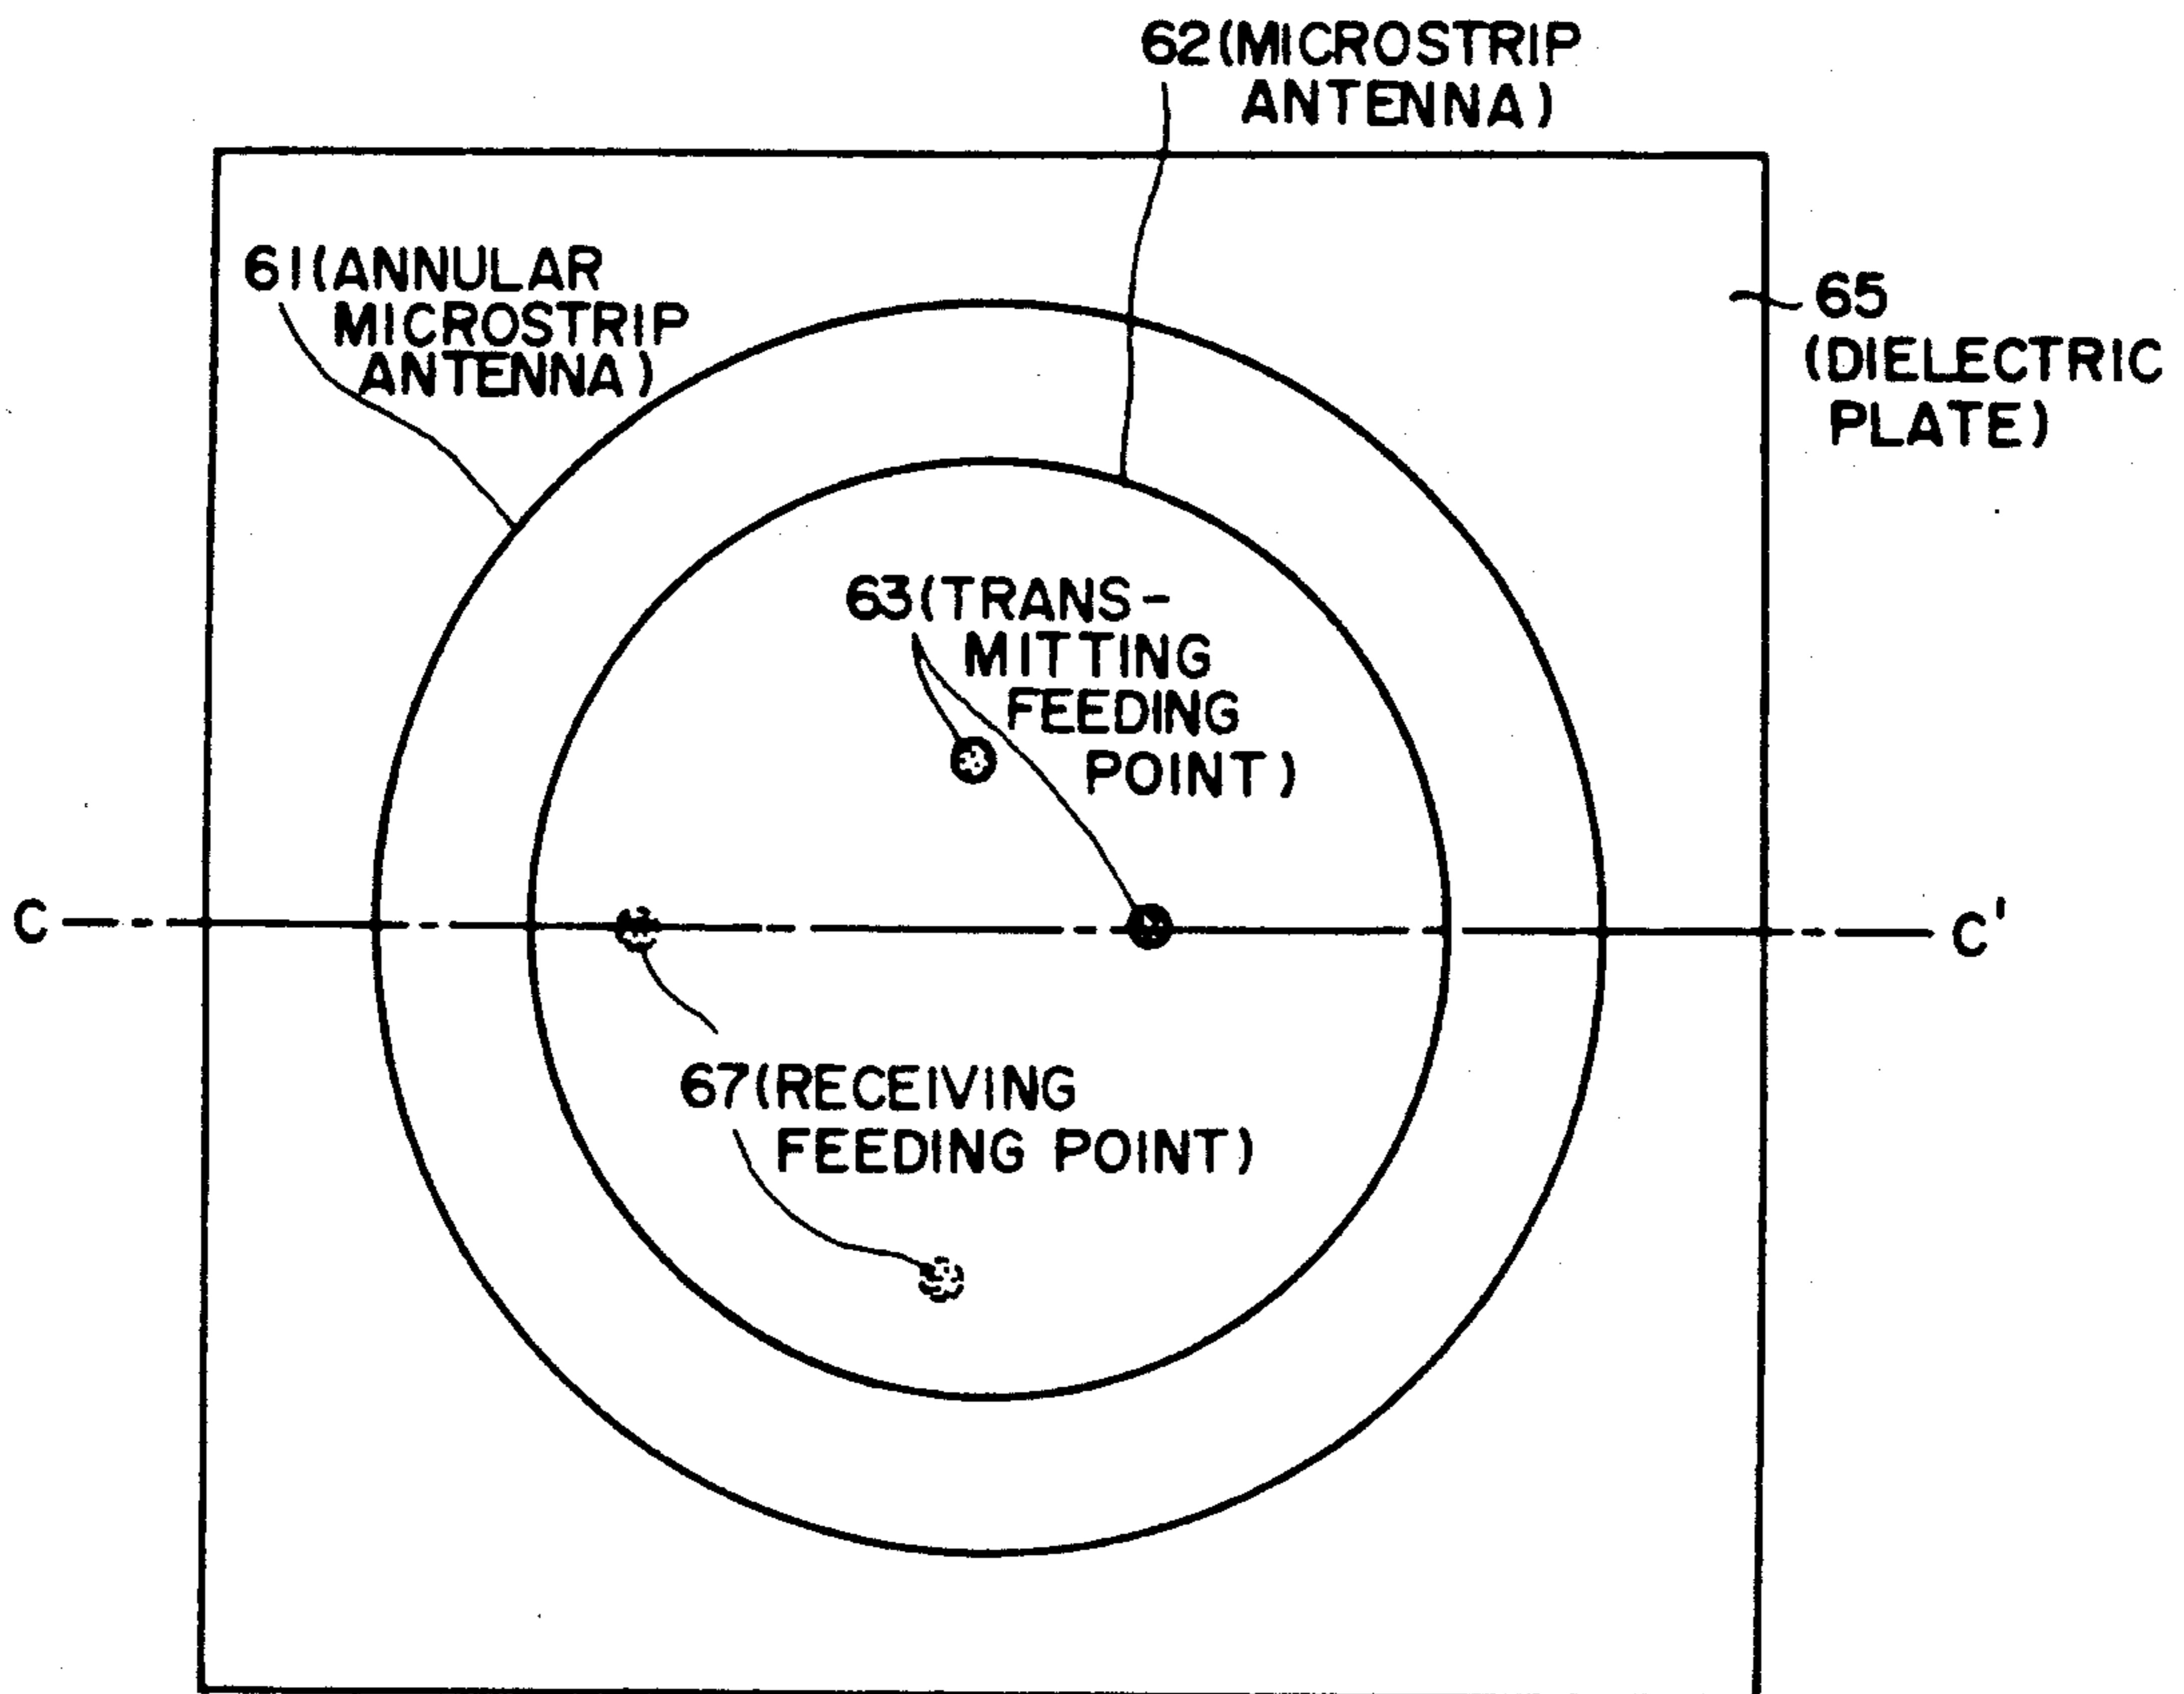 62(MICROSTRIP
ANTENNA)
61(ANNULAR
MICROSTRIP
ANTENNA)
65
(DIELECTRIC
PLATE)
63(TRANS-
MITTING
FEEDING
POINT)
C
C'
67(RECEIVING
FEEDING POINT)